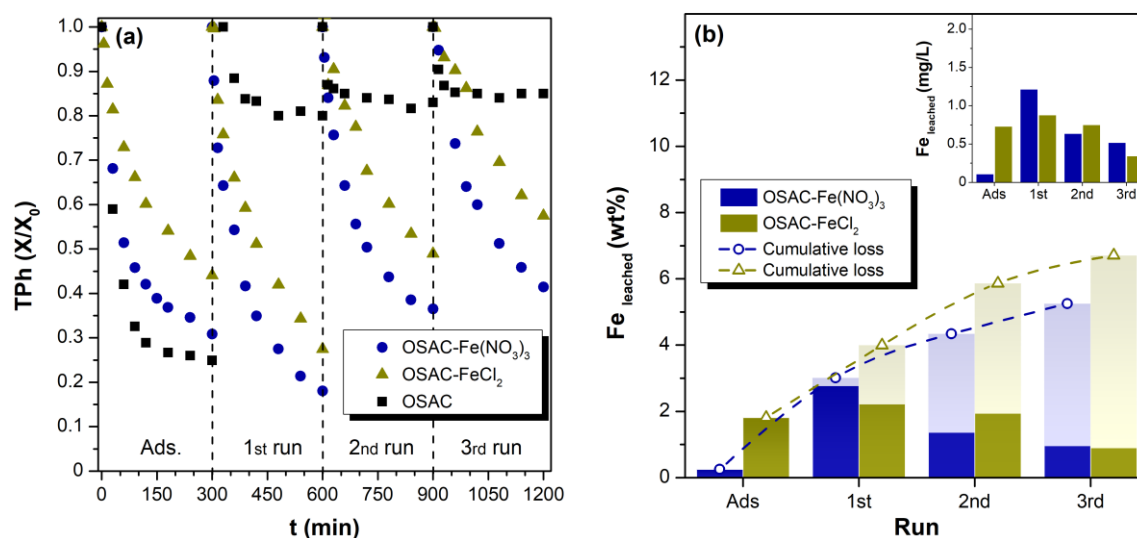 (a)
TPh (X/X₀)
1.0
0.9
0.8
0.7
0.6
0.5
0.4
0.3
0.2
0.1
0
OSAC-Fe(NO₃)₃
OSAC-FeCl₂
OSAC
Ads. 1st run 2nd run 3rd run
0 150 300 450 600 750 900 1050 1200
t (min)
(b)
Fe leached (wt%)
12
10
8
6
4
2
0
OSAC-Fe(NO₃)₃
OSAC-FeCl₂
Cumulative loss
Cumulative loss
Ads 1st 2nd 3rd
Run
Fe leached (mg/L)
2.0
1.5
1.0
0.5
0.0
Ads 1st 2nd 3rd